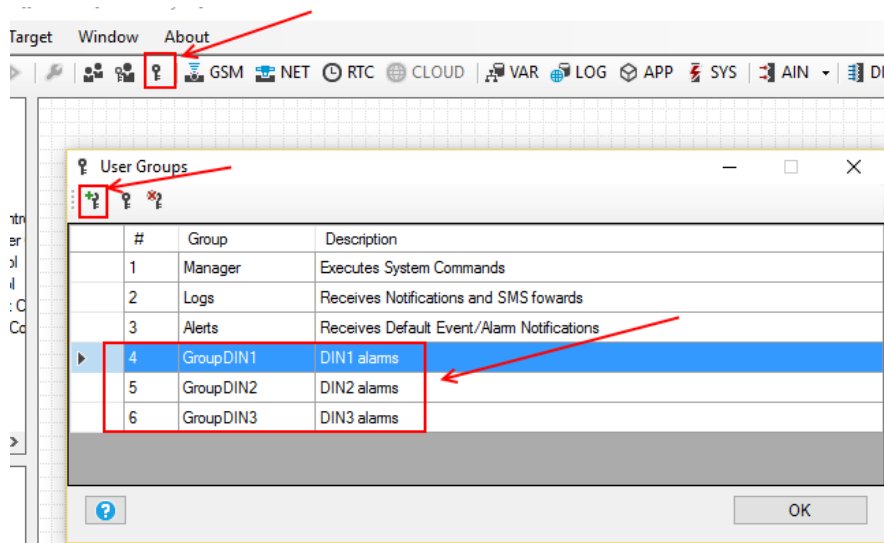 Target Window About
GSM NET RTC CLOUD VAR LOG APP SYS AIN
User Groups
# Group Description
1 Manager Executes System Commands
2 Logs Receives Notifications and SMS fowards
3 Alerts Receives Default Event/Alarm Notifications
4 GroupDIN1 DIN1 alarms
5 GroupDIN2 DIN2 alarms
6 GroupDIN3 DIN3 alarms
OK